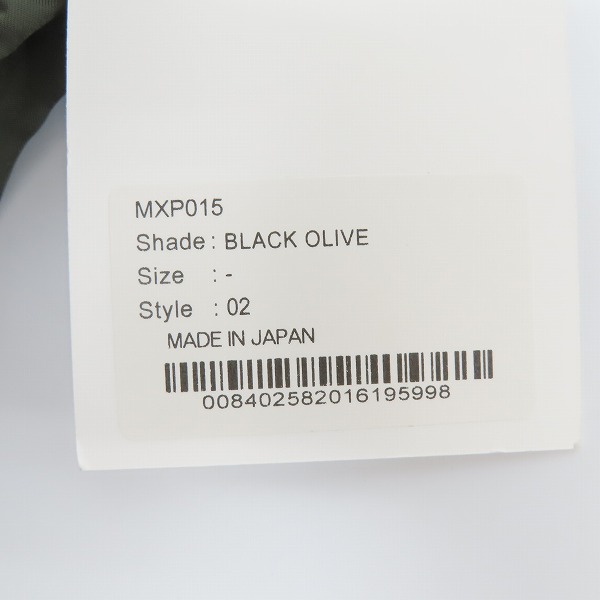 MXP015
Shade : BLACK OLIVE
Size : -
Style : 02
MADE IN JAPAN
008402582016195998